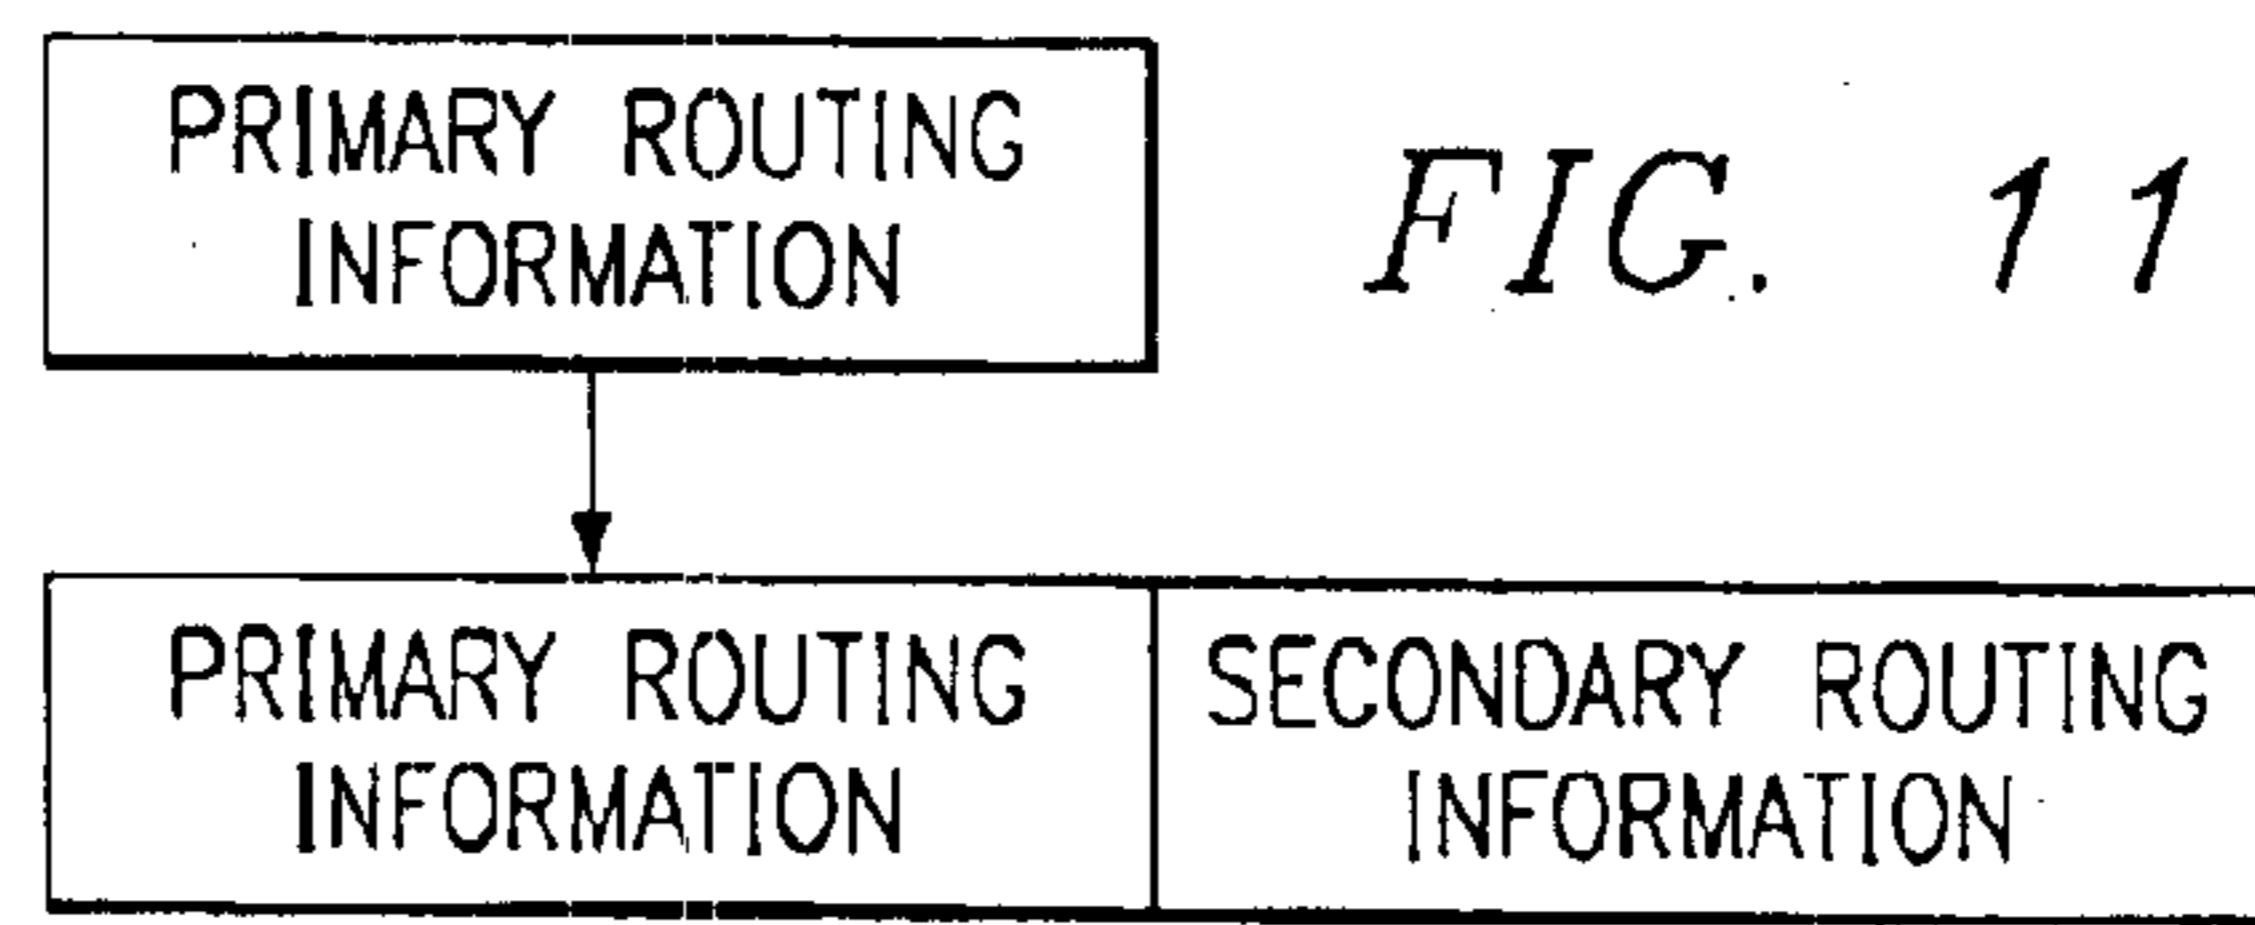 PRIMARY ROUTING
INFORMATION
FIG. 11
PRIMARY ROUTING
INFORMATION
SECONDARY ROUTING
INFORMATION